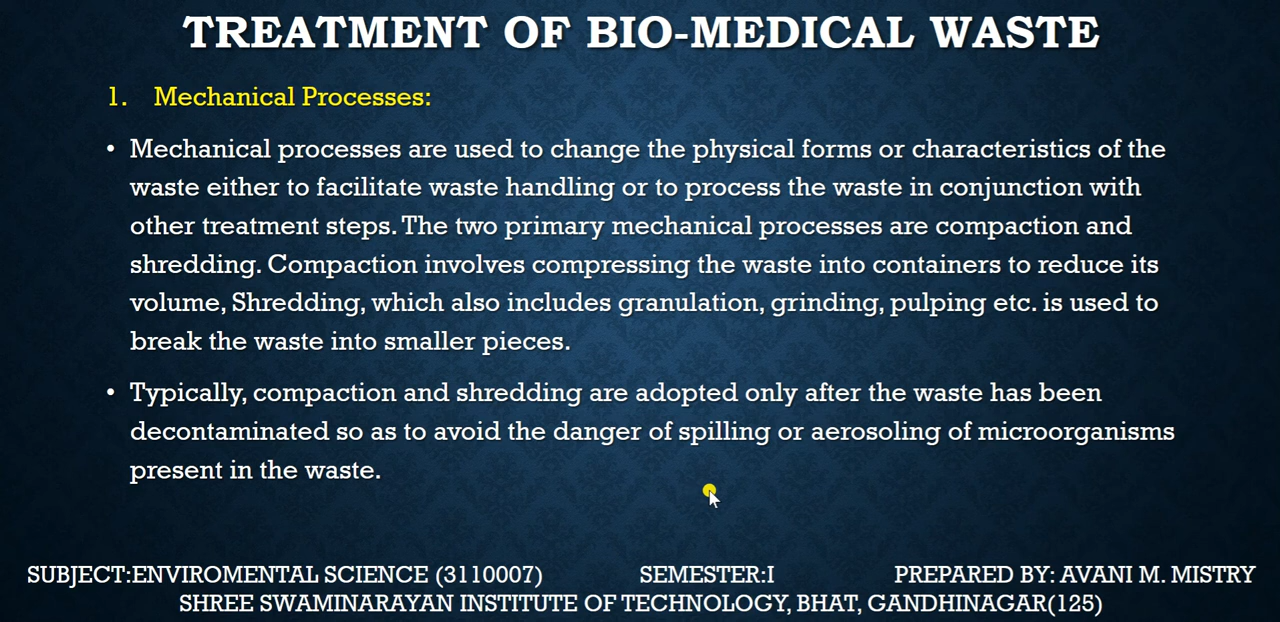 TREATMENT OF BIO-MEDICAL WASTE
1. Mechanical Processes:
• Mechanical processes are used to change the physical forms or characteristics of the
waste either to facilitate waste handling or to process the waste in conjunction with
other treatment steps. The two primary mechanical processes are compaction and
shredding. Compaction involves compressing the waste into containers to reduce its
volume, Shredding, which also includes granulation, grinding, pulping etc. is used to
break the waste into smaller pieces.
• Typically, compaction and shredding are adopted only after the waste has been
decontaminated so as to avoid the danger of spilling or aerosoling of microorganisms
present in the waste.
SUBJECT:ENVIROMENTAL SCIENCE (3110007) SEMESTER:I PREPARED BY: AVANI M. MISTRY
SHREE SWAMINARAYAN INSTITUTE OF TECHNOLOGY, BHAT, GANDHINAGAR(125)